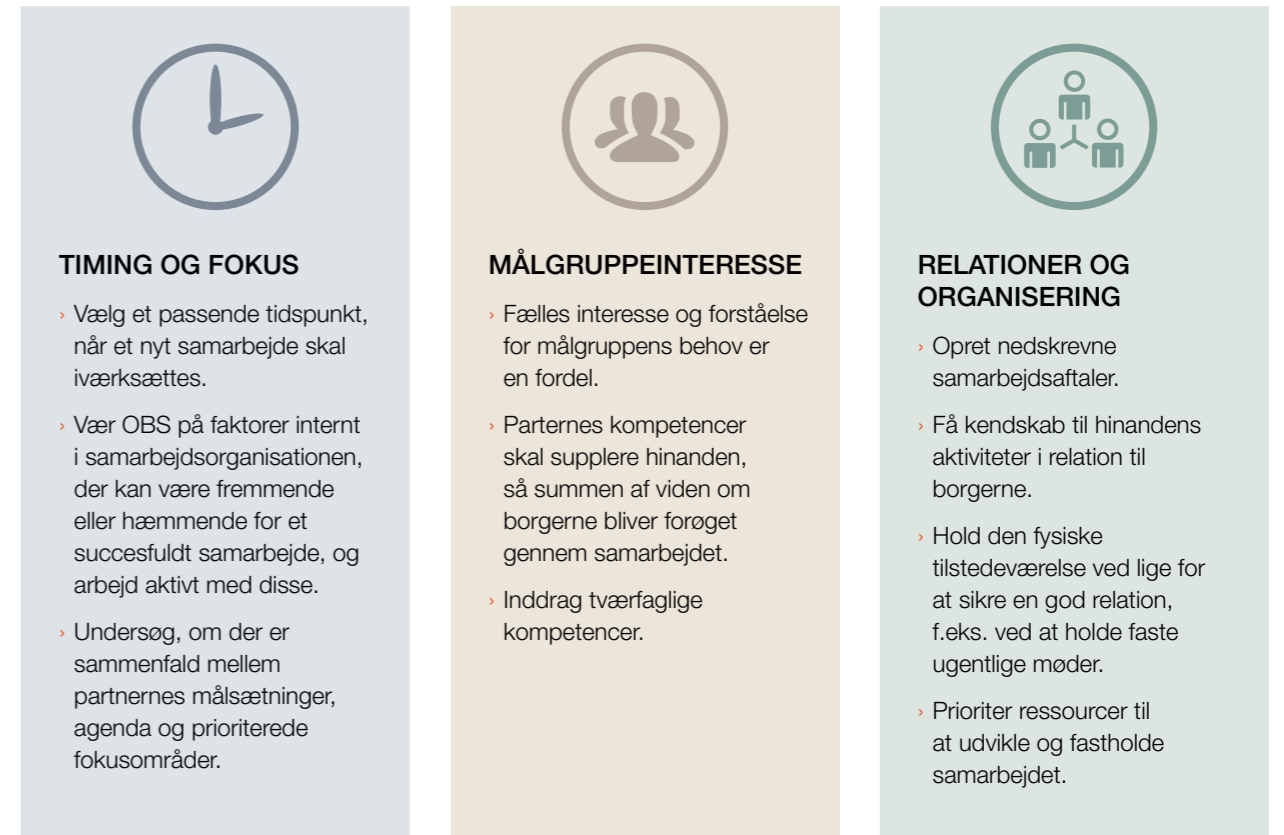 TIMING OG FOKUS
› Vælg et passende tidspunkt,
når et nyt samarbejde skal
iværksættes.
› Vær OBS på faktorer internt
i samarbejdsorganisationen,
der kan være fremmende
eller hæmmende for et
succesfuldt samarbejde, og
arbejd aktivt med disse.
› Undersøg, om der er
sammenfald mellem
partnernes målsætninger,
agenda og prioriterede
fokusområder.
MÅLGRUPPEINTERESSE
› Fælles interesse og forståelse
for målgruppens behov er
en fordel.
› Parternes kompetencer
skal supplere hinanden,
så summen af viden om
borgerne bliver forøget
gennem samarbejdet.
› Inddrag tværfaglige
kompetencer.
RELATIONER OG
ORGANISERING
› Opret nedskrevne
samarbejdsaftaler.
› Få kendskab til hinandens
aktiviteter i relation til
borgerne.
› Hold den fysiske
tilstedeværelse ved lige for
at sikre en god relation,
f.eks. ved at holde faste
ugentlige møder.
› Prioriter ressourcer til
at udvikle og fastholde
samarbejdet.